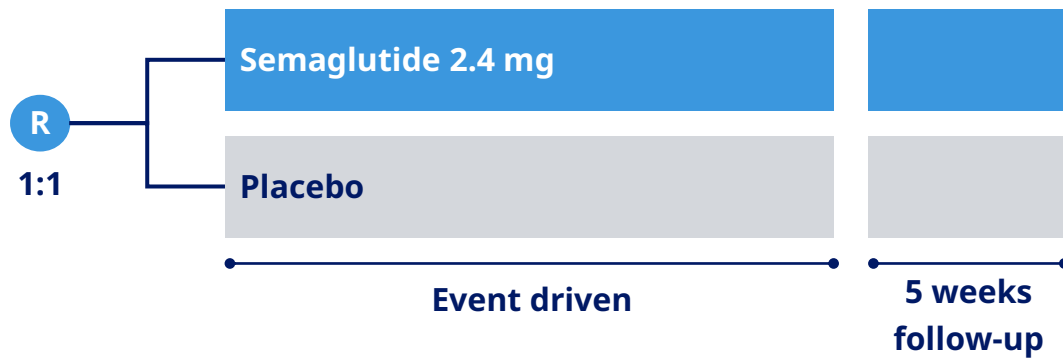 Semaglutide 2.4 mg
R
1:1
Placebo
Event driven
5 weeks
follow-up